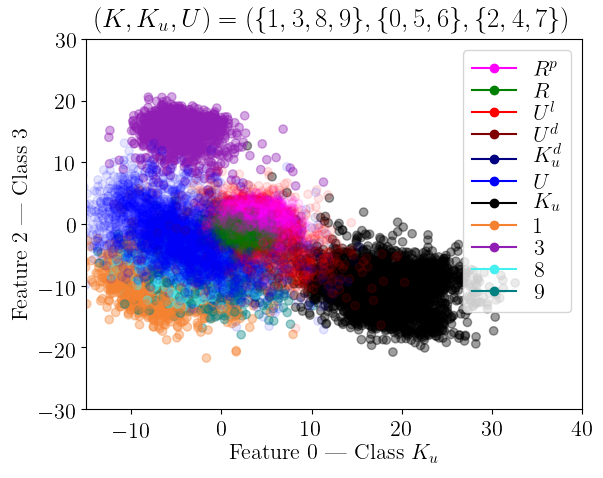 (K, K_u, U) = ({1, 3, 8, 9}, {0, 5, 6}, {2, 4, 7})
30
20
10
0
−10
−20
−30
Feature 2 — Class 3
R^p
R
U^l
U^d
K_u^d
U
K_u
1
3
8
9
−10
0
10
20
30
40
Feature 0 — Class K_u